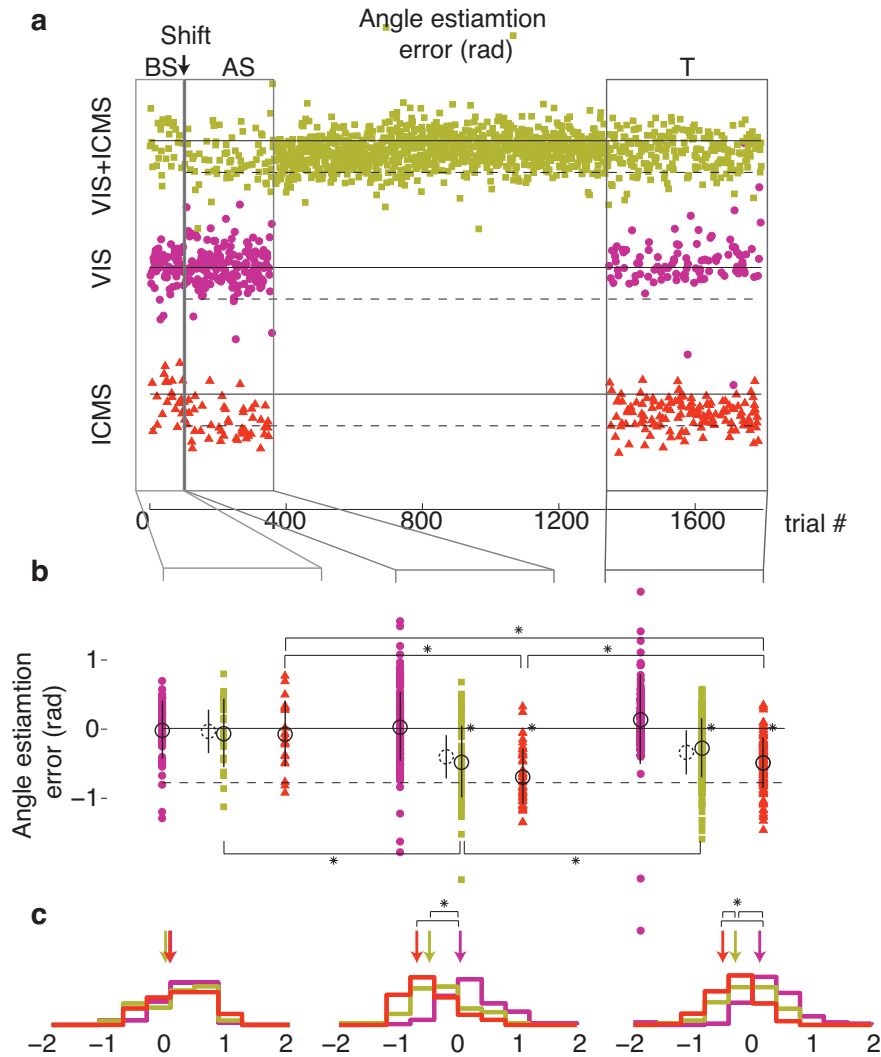 a
Shift
Angle estiamtion
error (rad)
BS
AS
T
VIS+ICMS
VIS
ICMS
0
400
800
1200
1600
trial #
b
*
*
*
Angle estiamtion
error (rad)
1
0
−1
*
*
*
*
*
*
c
*
*
−2
−1
0
1
2
−2
−1
0
1
2
−2
−1
0
1
2